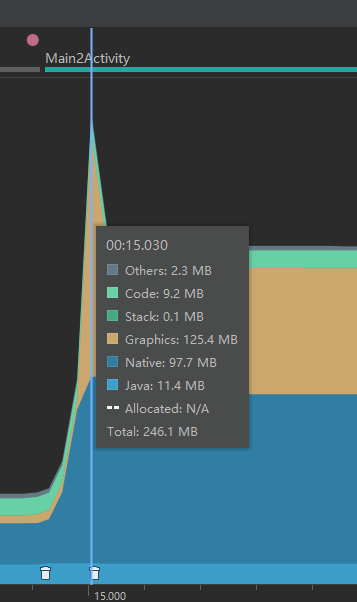 Main2Activity
00:15.030
Others: 2.3 MB
Code: 9.2 MB
Stack: 0.1 MB
Graphics: 125.4 MB
Native: 97.7 MB
Java: 11.4 MB
Allocated: N/A
Total: 246.1 MB
15.000